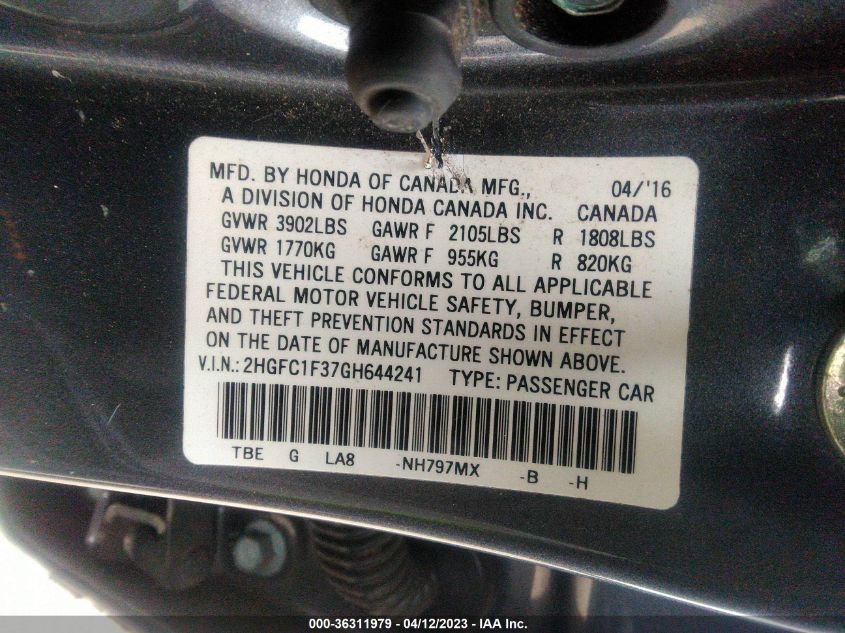 MFD. BY HONDA OF CANADA MFG., 04/'16
A DIVISION OF HONDA CANADA INC. CANADA
GVWR 3902LBS GAWR F 2105LBS R 1808LBS
GVWR 1770KG GAWR F 955KG R 820KG
THIS VEHICLE CONFORMS TO ALL APPLICABLE
FEDERAL MOTOR VEHICLE SAFETY, BUMPER,
AND THEFT PREVENTION STANDARDS IN EFFECT
ON THE DATE OF MANUFACTURE SHOWN ABOVE.
V.I.N.: 2HGFC1F37GH644241 TYPE: PASSENGER CAR
TBE G LA8 -NH797MX -B -H
000-36311979 - 04/12/2023 - IAA Inc.